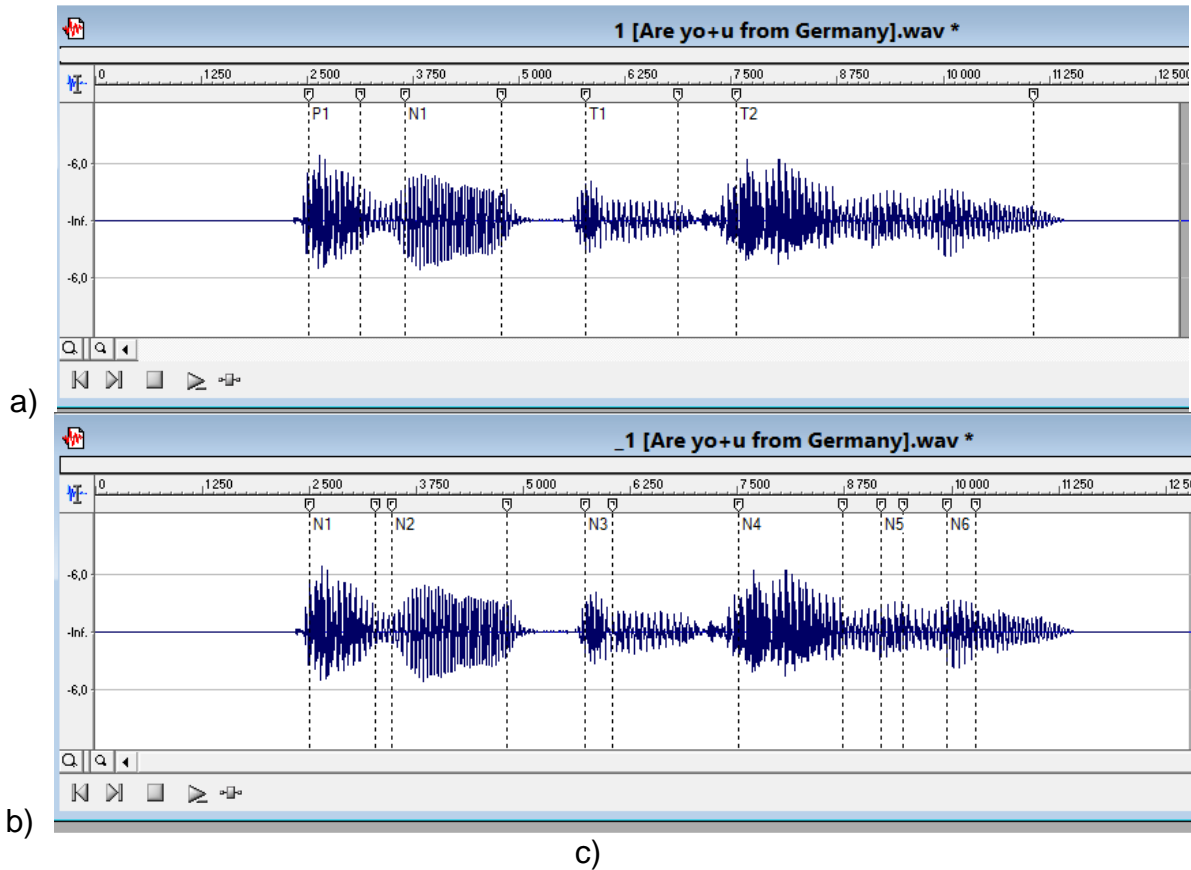 1 [Are yo+u from Germany].wav *
0 1250 2 500 3 750 5 000 6 250 7 500 8 750 10 000 11 250 12 500
P1 N1 T1 T2
-6,0
-Inf.
-6,0
a)
_1 [Are yo+u from Germany].wav *
0 1250 2 500 3 750 5 000 6 250 7 500 8 750 10 000 11 250 12 5
N1 N2 N3 N4 N5 N6
-6,0
-Inf.
-6,0
b)
c)